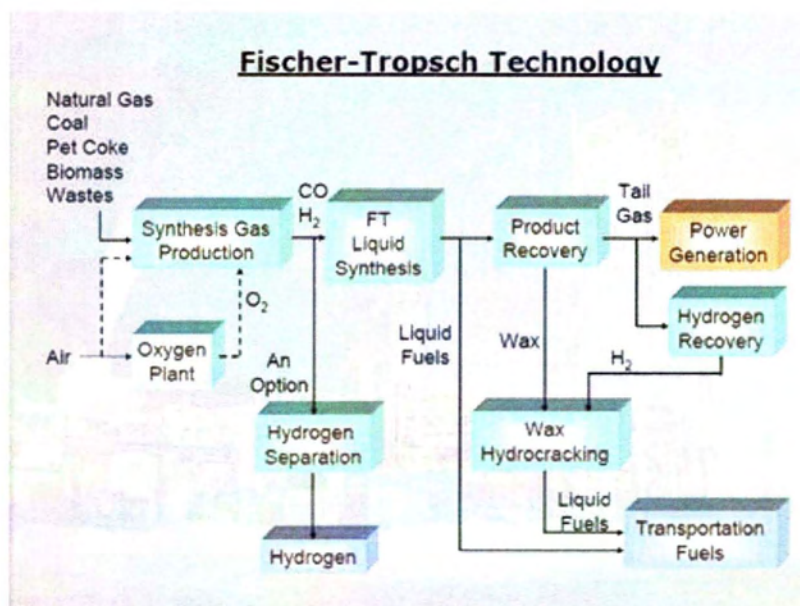 Fischer-Tropsch Technology
Natural Gas
Coal
Pet Coke
Biomass
Wastes
Synthesis Gas
Production
CO
H₂
FT
Liquid
Synthesis
Product
Recovery
Tail
Gas
Power
Generation
O₂
Air
Oxygen
Plant
An
Option
Liquid
Fuels
Wax
Hydrogen
Recovery
H₂
Hydrogen
Separation
Wax
Hydrocracking
Hydrogen
Liquid
Fuels
Transportation
Fuels